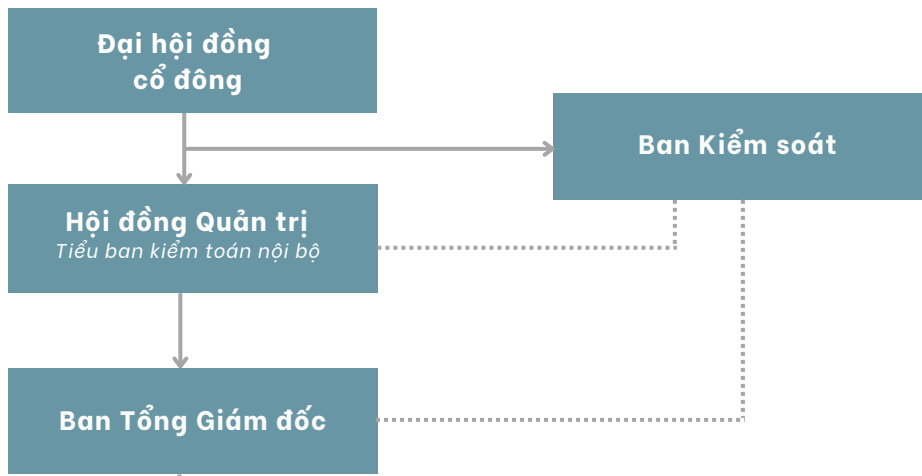 Đại hội đồng
cổ đông
Ban Kiểm soát
Hội đồng Quản trị
Tiểu ban kiểm toán nội bộ
Ban Tổng Giám đốc